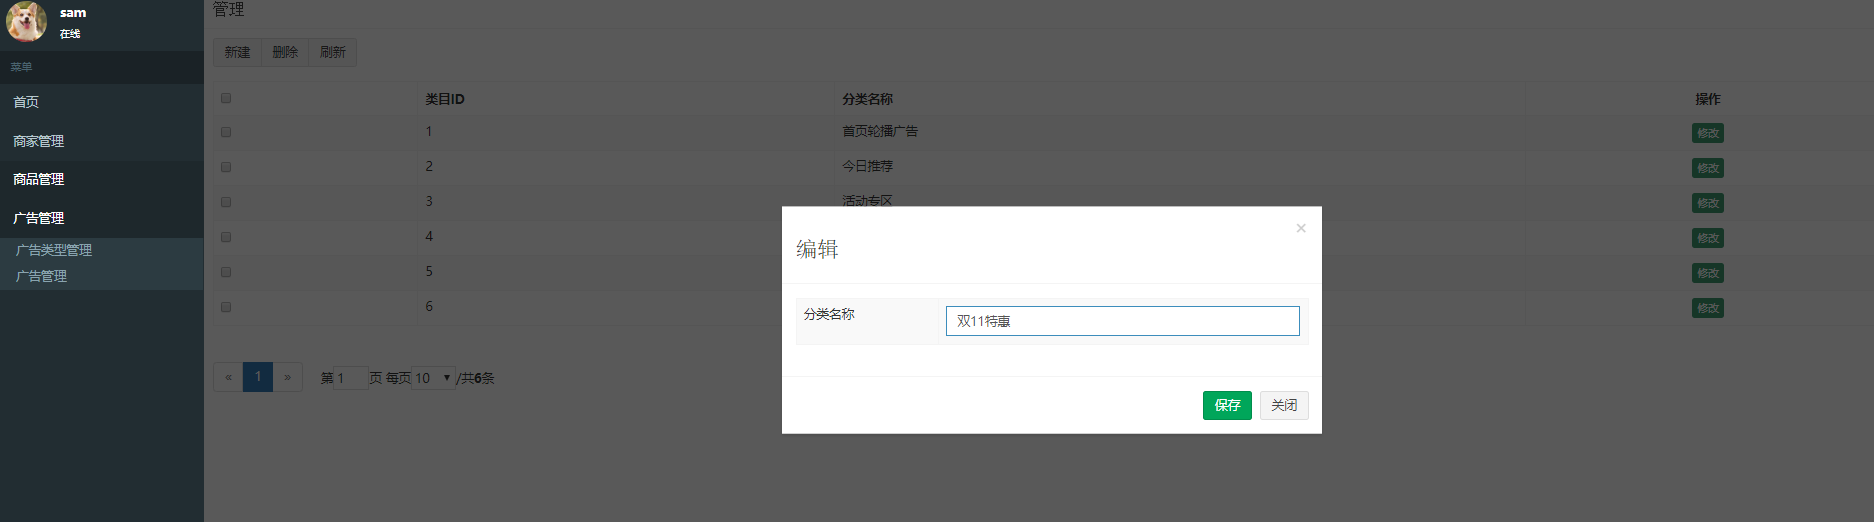 sam
在线
菜单
首页
商家管理
商品管理
广告管理
广告类型管理
广告管理
管理
新建 删除 刷新
类目ID 分类名称 操作
1 首页轮播广告 修改
2 今日推荐 修改
3 活动专区 修改
4 修改
5 修改
6 修改
« 1 » 第1页 每页10 ▼/共6条
×
编辑
分类名称 双11特惠
保存 关闭